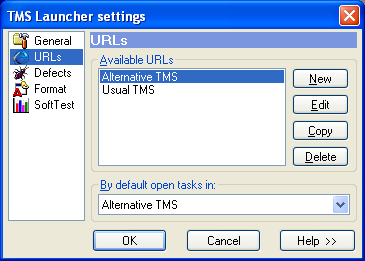 TMS Launcher settings
General
URLs
Defects
Format
SoftTest
URLs
Available URLs
Alternative TMS
Usual TMS
New
Edit
Copy
Delete
By default open tasks in:
Alternative TMS
OK
Cancel
Help >>